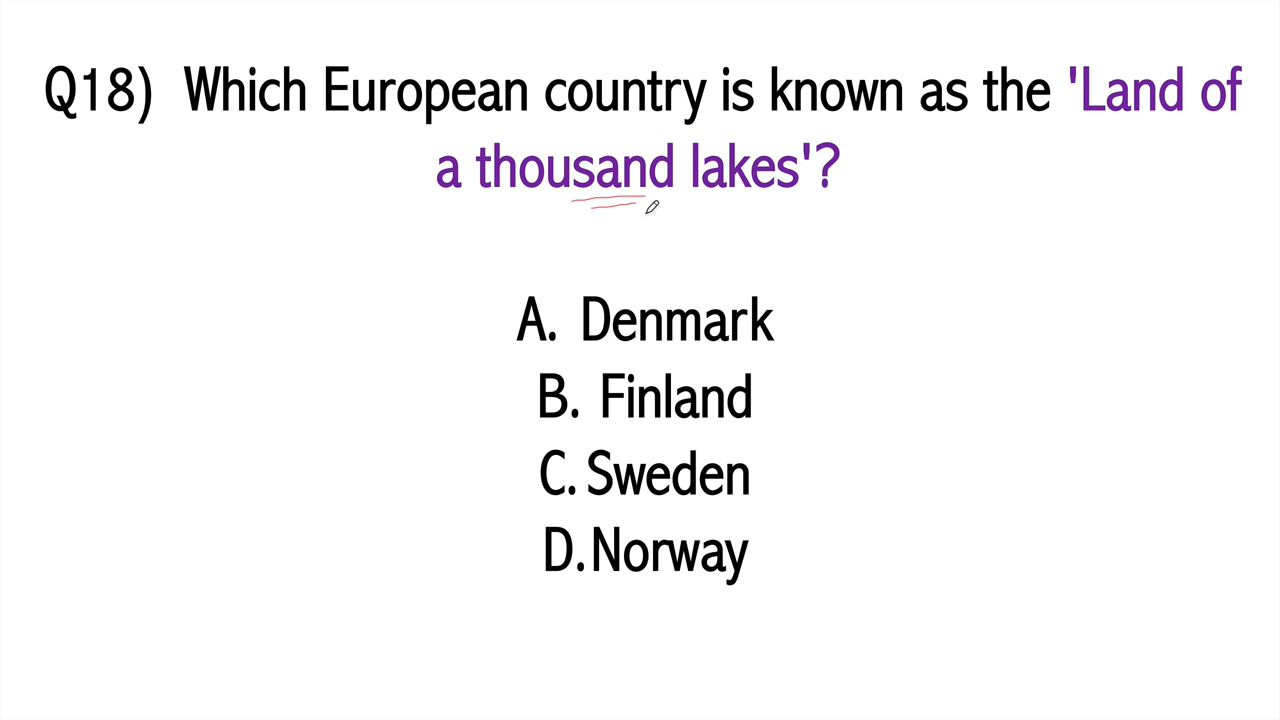 Q18) Which European country is known as the 'Land of
a thousand lakes'?
A. Denmark
B. Finland
C. Sweden
D. Norway